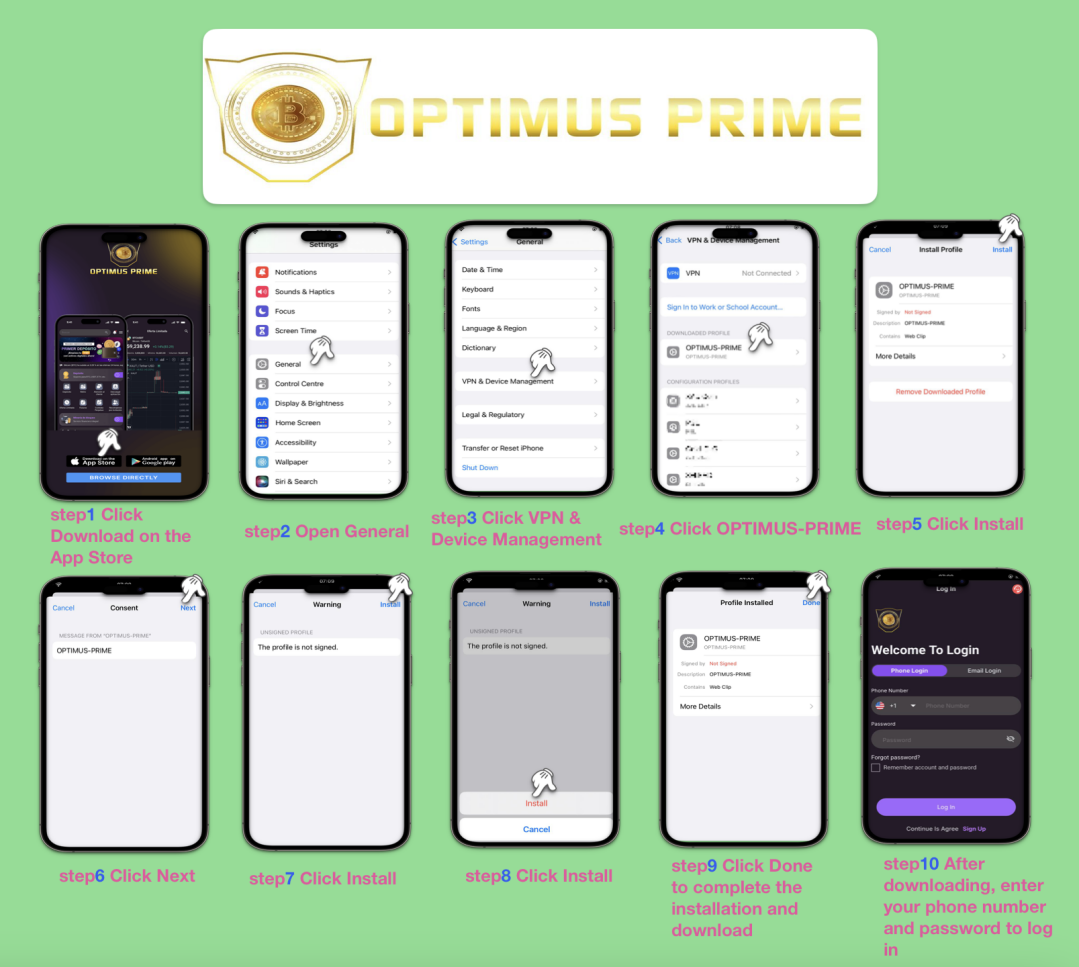 OPTIMUS PRIME
OPTIMUS PRIME
Download on the
App Store
Android app on
Google play
BROWSE DIRECTLY
step1 Click
Download on the
App Store
Settings
Notifications
Sounds & Haptics
Focus
Screen Time
General
Control Centre
Display & Brightness
Home Screen
Accessibility
Wallpaper
Siri & Search
step2 Open General
Settings
General
Date & Time
Keyboard
Fonts
Language & Region
Dictionary
VPN & Device Management
Legal & Regulatory
Transfer or Reset iPhone
Shut Down
step3 Click VPN &
Device Management
Back VPN & Device Management
VPN Not Connected
Sign In to Work or School Account...
DOWNLOADED PROFILE
OPTIMUS-PRIME
OPTIMUS-PRIME
CONFIGURATION PROFILES
step4 Click OPTIMUS-PRIME
07:09
Cancel Install Profile Install
OPTIMUS-PRIME
OPTIMUS-PRIME
Signed by Not Signed
Description OPTIMUS-PRIME
Contains Web Clip
More Details
Remove Downloaded Profile
step5 Click Install
Cancel Consent Next
MESSAGE FROM "OPTIMUS-PRIME"
OPTIMUS-PRIME
step6 Click Next
07:09
Cancel Warning Install
UNSIGNED PROFILE
The profile is not signed.
step7 Click Install
Cancel Warning Install
UNSIGNED PROFILE
The profile is not signed.
Install
Cancel
step8 Click Install
Profile Installed Done
OPTIMUS-PRIME
OPTIMUS-PRIME
Signed by Not Signed
Description OPTIMUS-PRIME
Contains Web Clip
More Details
step9 Click Done
to complete the
installation and
download
Log In
Welcome To Login
Phone Login Email Login
Phone Number
+1 Phone Number
Password
Password
Forgot password?
Remember account and password
Log In
Continue Is Agree Sign Up
step10 After
downloading, enter
your phone number
and password to log
in